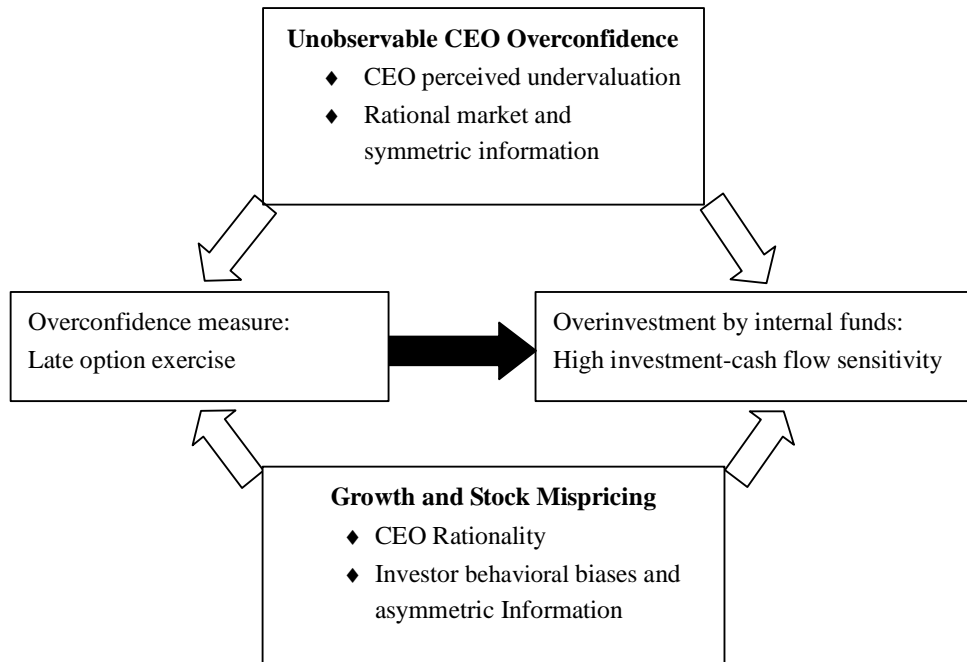 Unobservable CEO Overconfidence
♦ CEO perceived undervaluation
♦ Rational market and
symmetric information
Overconfidence measure:
Late option exercise
Overinvestment by internal funds:
High investment-cash flow sensitivity
Growth and Stock Mispricing
♦ CEO Rationality
♦ Investor behavioral biases and
asymmetric Information